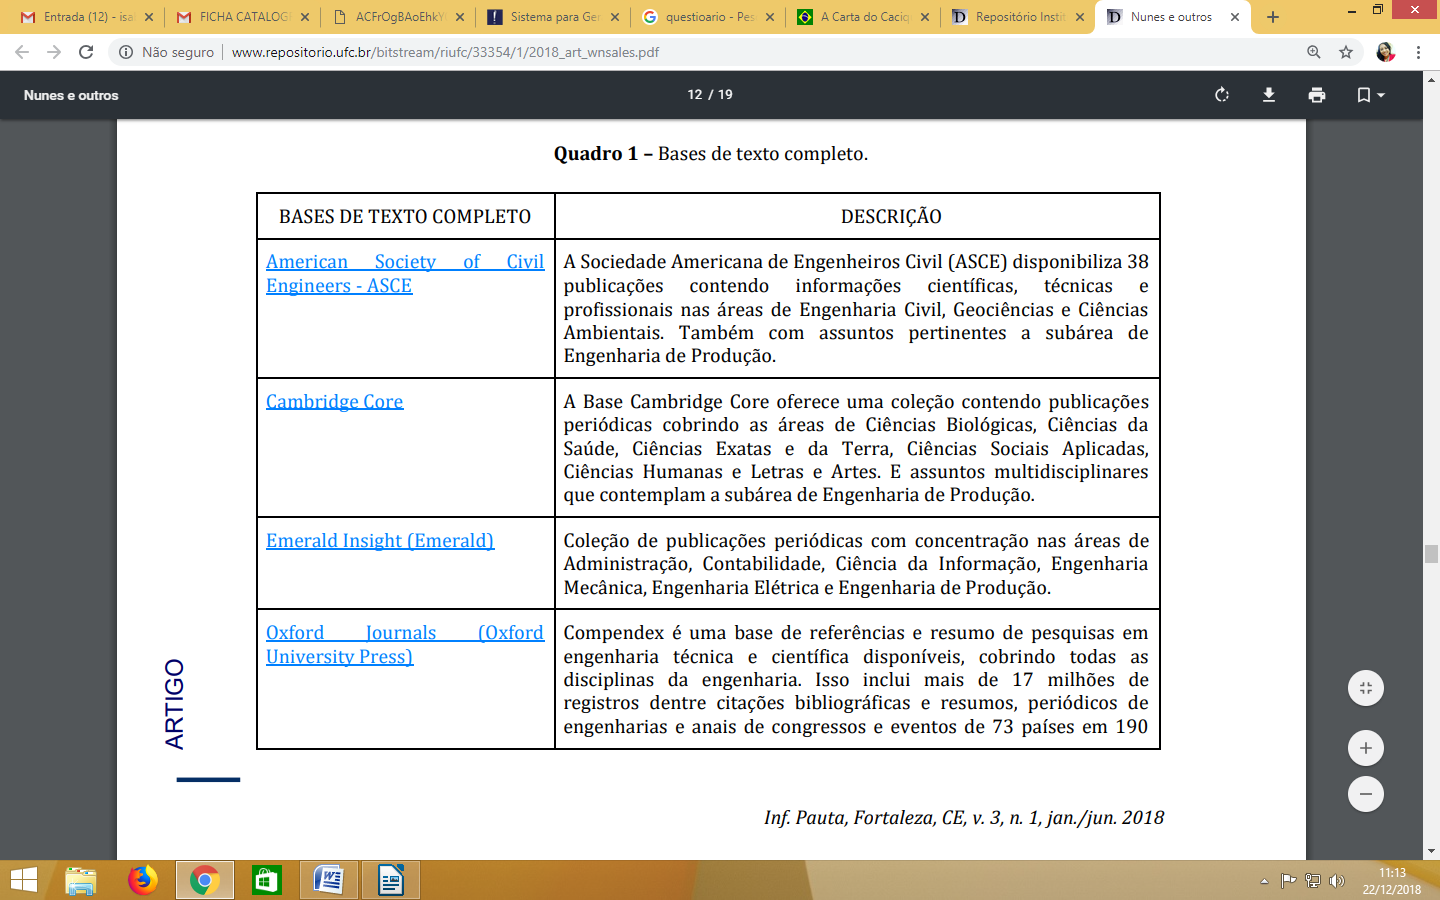 Entrada (12) - isa
FICHA CATALOG
ACFrOgBAoEhkY
Sistema para Ger
questioario - Pes
A Carta do Caciq
Repositório Instit
Nunes e outros
Não seguro
www.repositorio.ufc.br/bitstream/riufc/33354/1/2018_art_wnsales.pdf
Nunes e outros
12 / 19
Quadro 1 – Bases de texto completo.
BASES DE TEXTO COMPLETO
DESCRIÇÃO
American Society of Civil
Engineers - ASCE
A Sociedade Americana de Engenheiros Civil (ASCE) disponibiliza 38
publicações contendo informações científicas, técnicas e
profissionais nas áreas de Engenharia Civil, Geociências e Ciências
Ambientais. Também com assuntos pertinentes a subárea de
Engenharia de Produção.
Cambridge Core
A Base Cambridge Core oferece uma coleção contendo publicações
periódicas cobrindo as áreas de Ciências Biológicas, Ciências da
Saúde, Ciências Exatas e da Terra, Ciências Sociais Aplicadas,
Ciências Humanas e Letras e Artes. E assuntos multidisciplinares
que contemplam a subárea de Engenharia de Produção.
Emerald Insight (Emerald)
Coleção de publicações periódicas com concentração nas áreas de
Administração, Contabilidade, Ciência da Informação, Engenharia
Mecânica, Engenharia Elétrica e Engenharia de Produção.
Oxford Journals (Oxford
University Press)
Compendex é uma base de referências e resumo de pesquisas em
engenharia técnica e científica disponíveis, cobrindo todas as
disciplinas da engenharia. Isso inclui mais de 17 milhões de
registros dentre citações bibliográficas e resumos, periódicos de
engenharias e anais de congressos e eventos de 73 países em 190
ARTIGO
Inf. Pauta, Fortaleza, CE, v. 3, n. 1, jan./jun. 2018
11:13
22/12/2018